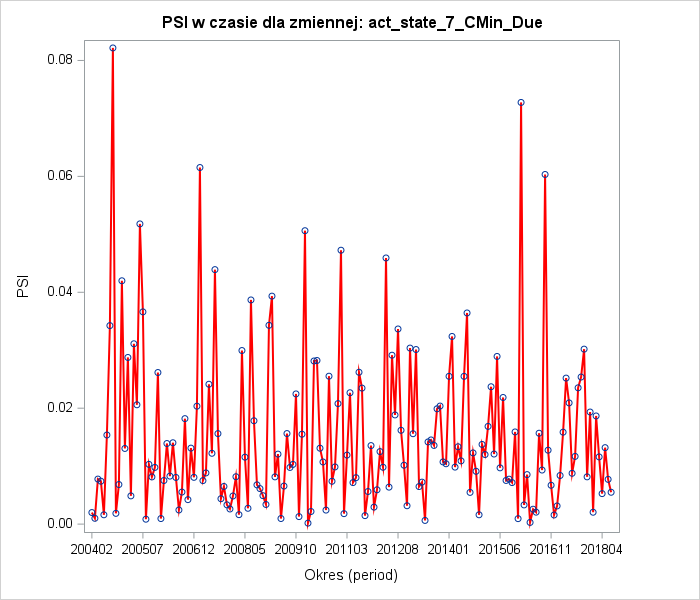 PSI w czasie dla zmiennej: act_state_7_CMin_Due
0.08
0.06
0.04
0.02
0.00
PSI
200402 200507 200612 200805 200910 201103 201208 201401 201506 201611 201804
Okres (period)